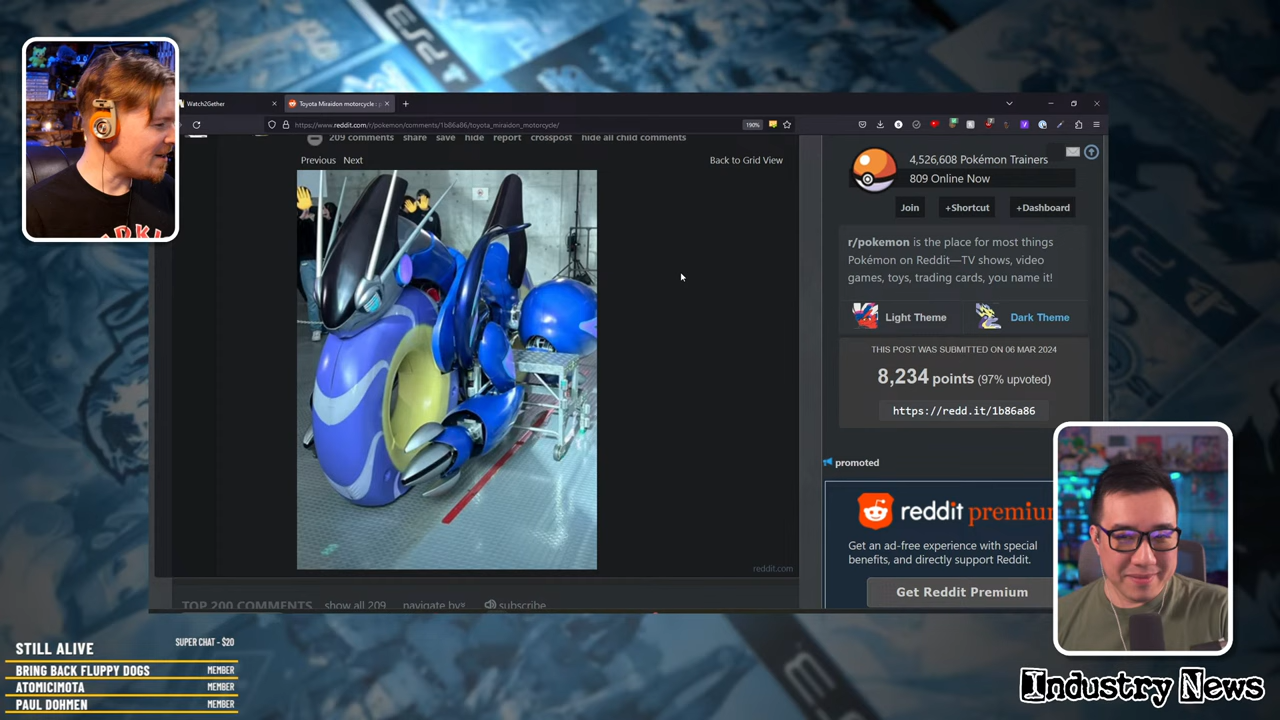 Watch2Gether
Toyota Miraidon motorcycle : p
https://www.reddit.com/r/pokemon/comments/1b86a86/toyota_miraidon_motorcycle/
190%
209 comments share save hide report crosspost hide all child comments
Previous Next
Back to Grid View
reddit.com
TOP 200 COMMENTS show all 209 navigate by subscribe
4,526,608 Pokémon Trainers
809 Online Now
Join
+Shortcut
+Dashboard
r/pokemon is the place for most things
Pokémon on Reddit—TV shows, video
games, toys, trading cards, you name it!
Light Theme
Dark Theme
THIS POST WAS SUBMITTED ON 06 MAR 2024
8,234 points (97% upvoted)
https://redd.it/1b86a86
promoted
reddit premium
Get an ad-free experience with special
benefits, and directly support Reddit.
Get Reddit Premium
STILL ALIVE SUPER CHAT - $20
BRING BACK FLUPPY DOGS MEMBER
ATOMICIMOTA MEMBER
PAUL DOHMEN MEMBER
Industry News